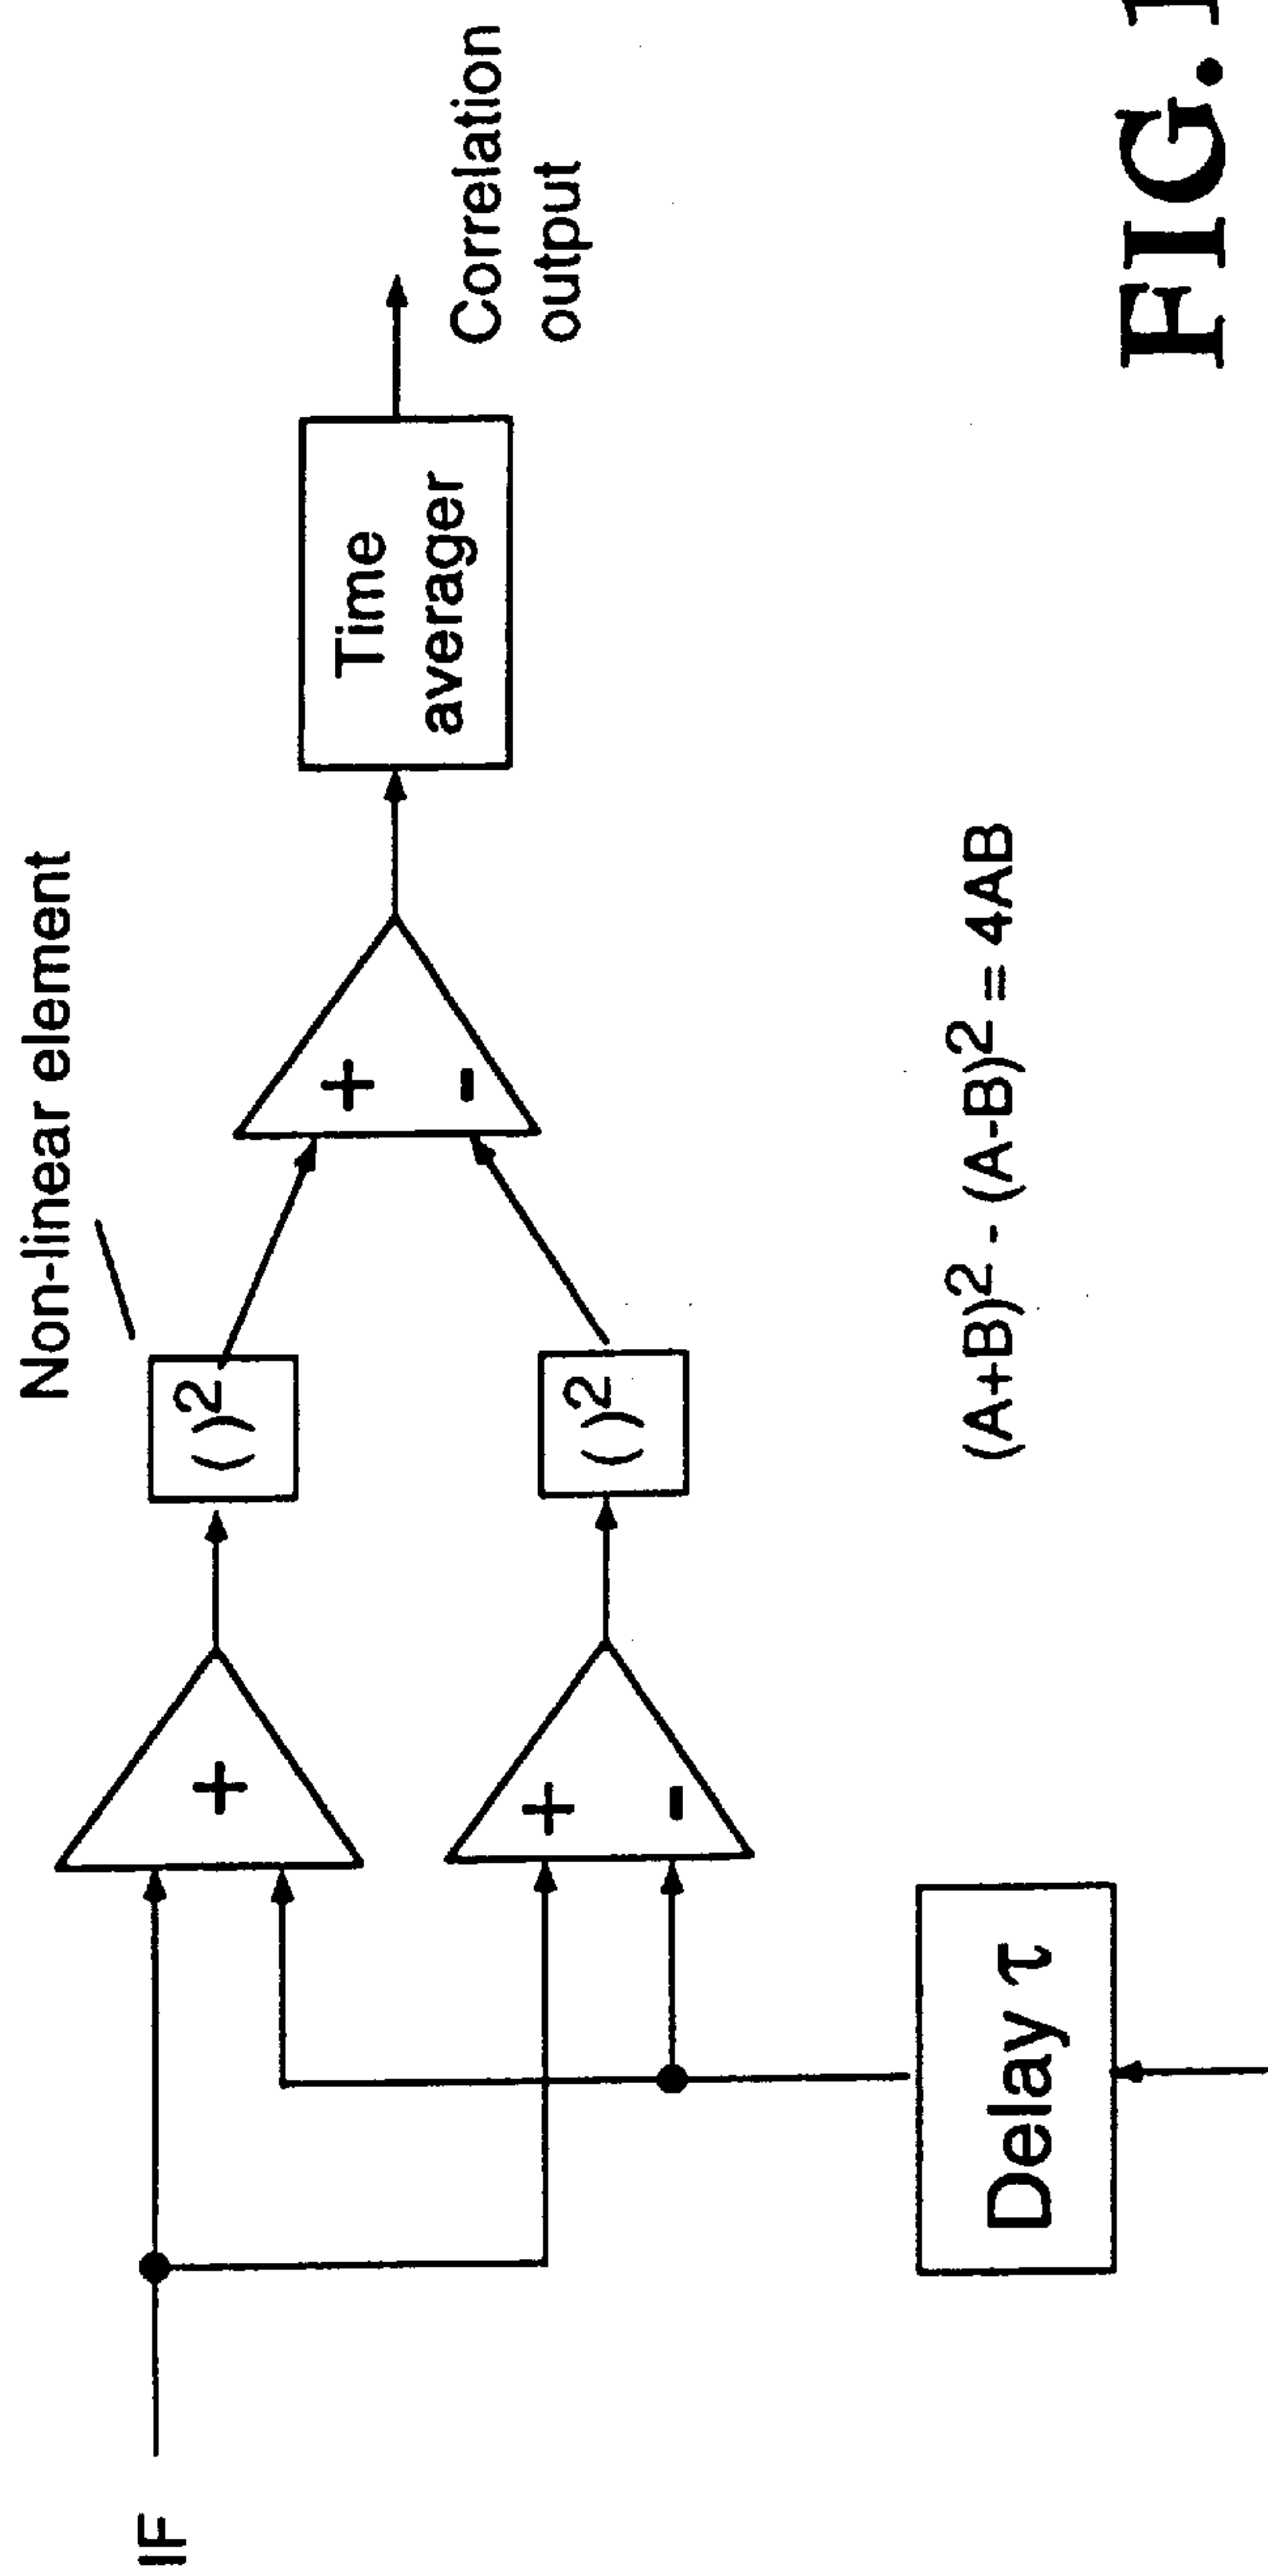 Non-linear element
IF
+
( )²
+
-
( )²
+
-
Time
averager
Correlation
output
Delay τ
(A+B)² - (A-B)² = 4AB
FIG. 1